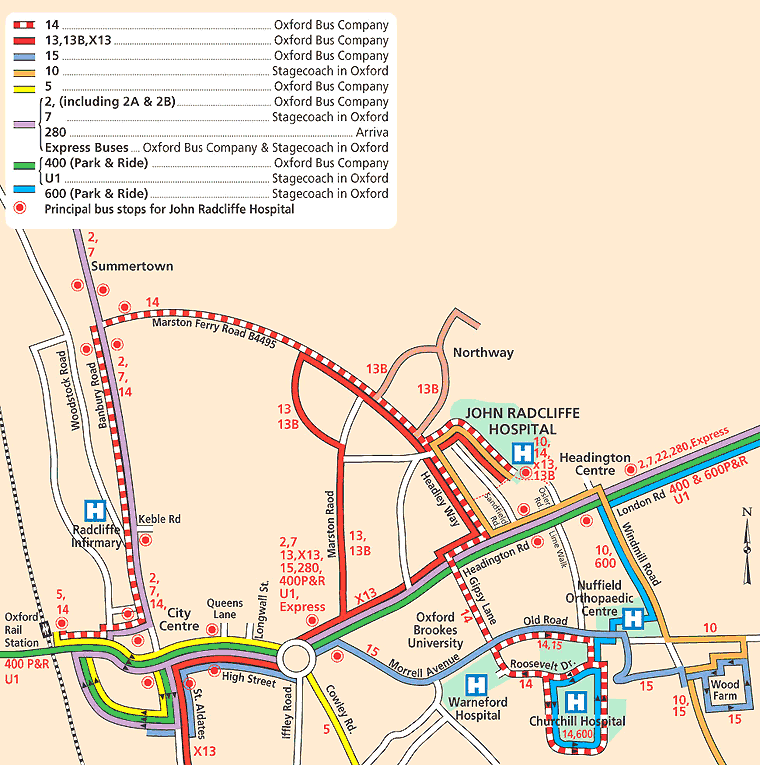 14 Oxford Bus Company
13,13B,X13 Oxford Bus Company
15 Oxford Bus Company
10 Stagecoach in Oxford
5 Oxford Bus Company
2, (including 2A & 2B) Oxford Bus Company
7 Stagecoach in Oxford
280 Arriva
Express Buses Oxford Bus Company & Stagecoach in Oxford
400 (Park & Ride) Oxford Bus Company
U1 Stagecoach in Oxford
600 (Park & Ride) Stagecoach in Oxford
Principal bus stops for John Radcliffe Hospital
2,
7
Summertown
14
Marston Ferry Road B4495
Woodstock Road
Banbury Road
2,
7,
14
13B
13B
Northway
13
13B
JOHN RADCLIFFE
HOSPITAL
H
10,
14,
X13,
13B
Headington
Centre
2,7,22,280,Express
400 & 600P&R
U1
London Rd
Osler Rd
Sandfield Rd
Headley Way
Marston Raod
13,
13B
H
Radcliffe
Infirmary
Keble Rd
2,7
13,X13,
15,280,
400P&R
U1,
Express
X13
Headington Rd
Lime Walk
10,
600
Windmill Road
N
2,
7,
14,
5,
14
Oxford
Rail
Station
400 P&R
U1
City
Centre
Queens
Lane
Longwall St.
High Street
St. Aldates
X13
Iffley Road.
Cowley Rd.
5
15
Morrell Avenue
Oxford
Brookes
University
Gipsy Lane
14
Old Road
14,15
Roosevelt Dr.
14
Nuffield
Orthopaedic
Centre
H
H
Warneford
Hospital
H
Churchill Hospital
14,600
10
15
10,
15
Wood
Farm
15